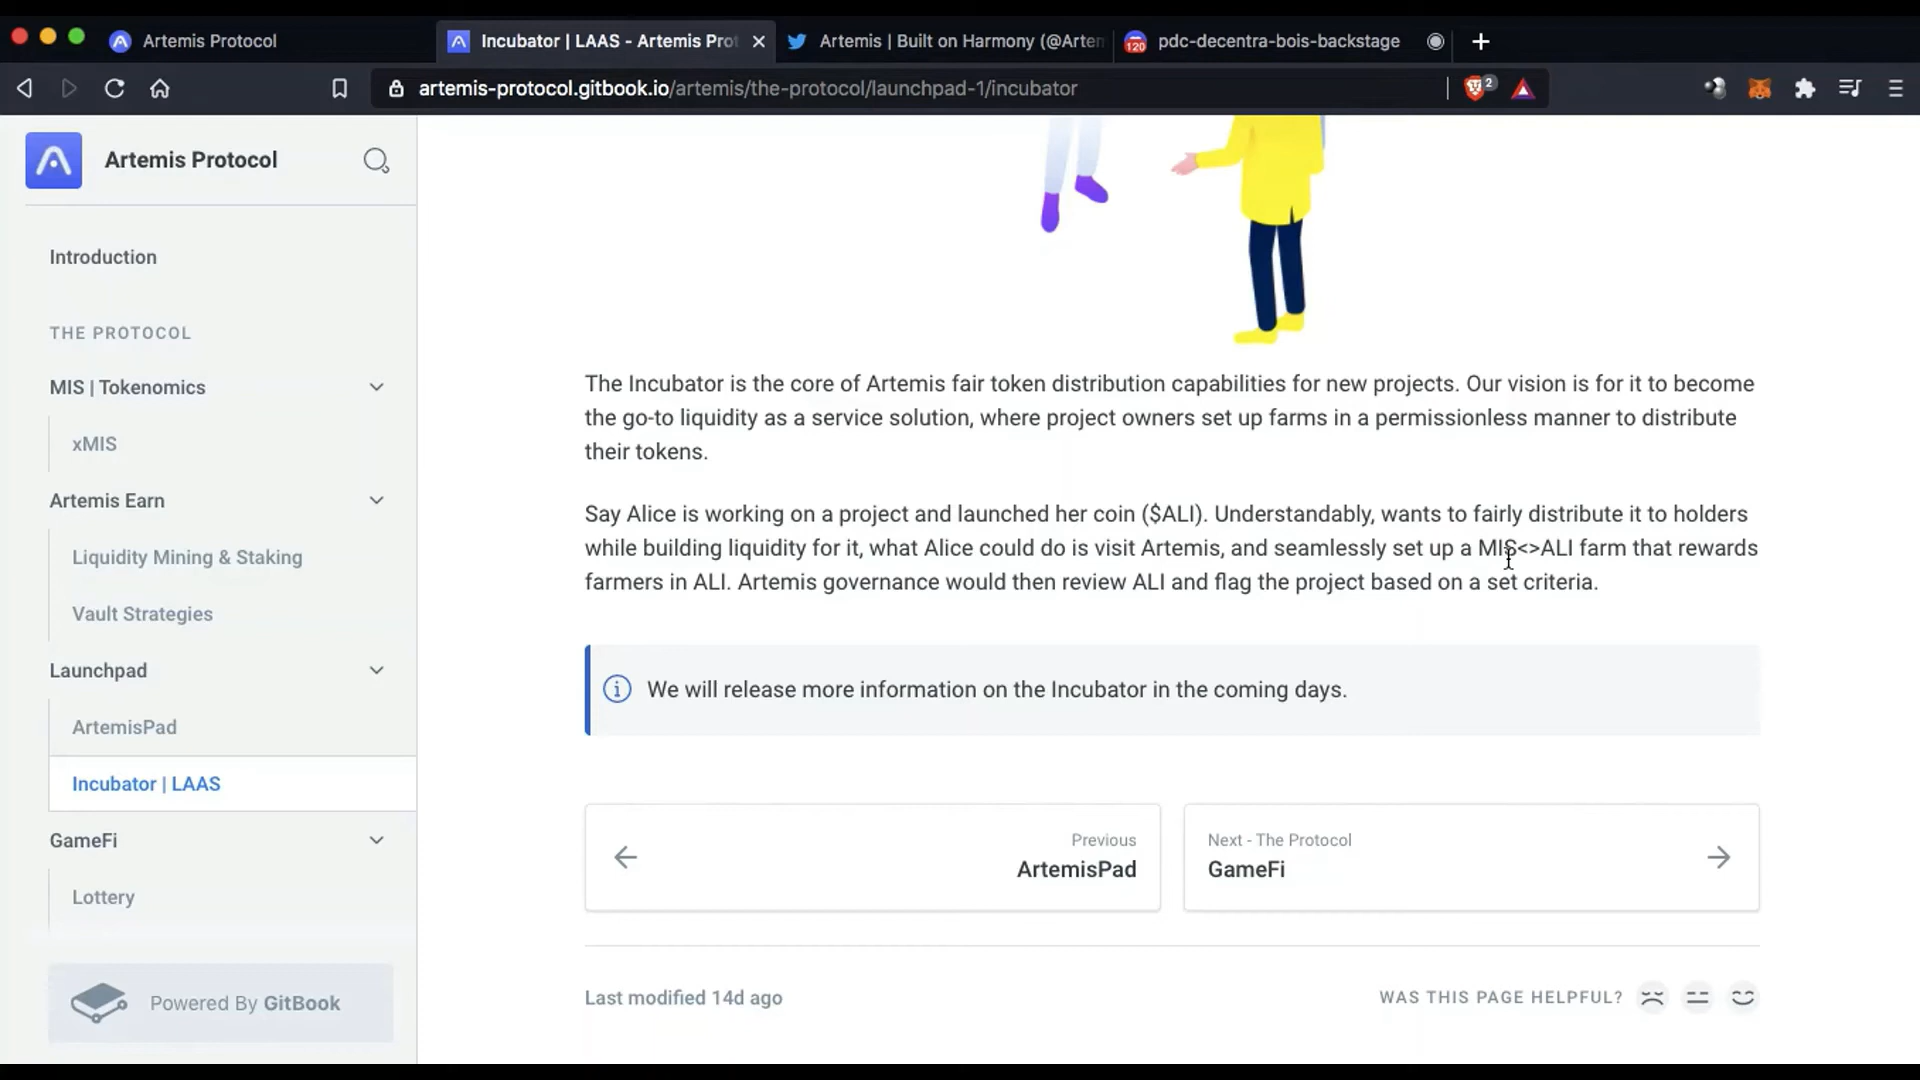 Artemis Protocol
Incubator | LAAS - Artemis Prot
Artemis | Built on Harmony (@Artem
120
pdc-decentra-bois-backstage
artemis-protocol.gitbook.io/artemis/the-protocol/launchpad-1/incubator
2
Artemis Protocol
Introduction
THE PROTOCOL
MIS | Tokenomics
xMIS
Artemis Earn
Liquidity Mining & Staking
Vault Strategies
Launchpad
ArtemisPad
Incubator | LAAS
GameFi
Lottery
Powered By GitBook
The Incubator is the core of Artemis fair token distribution capabilities for new projects. Our vision is for it to become
the go-to liquidity as a service solution, where project owners set up farms in a permissionless manner to distribute
their tokens.
Say Alice is working on a project and launched her coin ($ALI). Understandably, wants to fairly distribute it to holders
while building liquidity for it, what Alice could do is visit Artemis, and seamlessly set up a MIS<>ALI farm that rewards
farmers in ALI. Artemis governance would then review ALI and flag the project based on a set criteria.
We will release more information on the Incubator in the coming days.
Previous
ArtemisPad
Next - The Protocol
GameFi
Last modified 14d ago
WAS THIS PAGE HELPFUL?